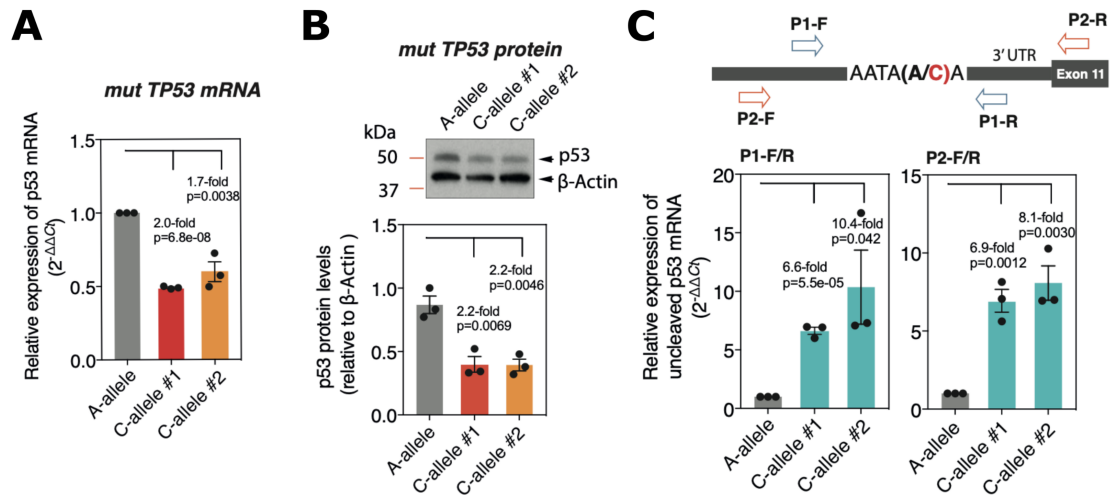 A
mut TP53 mRNA
Relative expression of p53 mRNA
(2^-ΔΔCt)
1.5
1.0
0.5
0.0
2.0-fold
p=6.8e-08
1.7-fold
p=0.0038
A-allele
C-allele #1
C-allele #2
B
mut TP53 protein
A-allele
C-allele #1
C-allele #2
kDa
50
37
p53
β-Actin
p53 protein levels
(relative to β-Actin)
1.5
1.0
0.5
0.0
2.2-fold
p=0.0069
2.2-fold
p=0.0046
A-allele
C-allele #1
C-allele #2
C
P1-F
P2-R
3' UTR
AATA(A/C)A
Exon 11
P2-F
P1-R
P1-F/R
Relative expression of
uncleaved p53 mRNA
(2^-ΔΔCt)
20
15
10
5
0
6.6-fold
p=5.5e-05
10.4-fold
p=0.042
A-allele
C-allele #1
C-allele #2
P2-F/R
15
10
5
0
6.9-fold
p=0.0012
8.1-fold
p=0.0030
A-allele
C-allele #1
C-allele #2